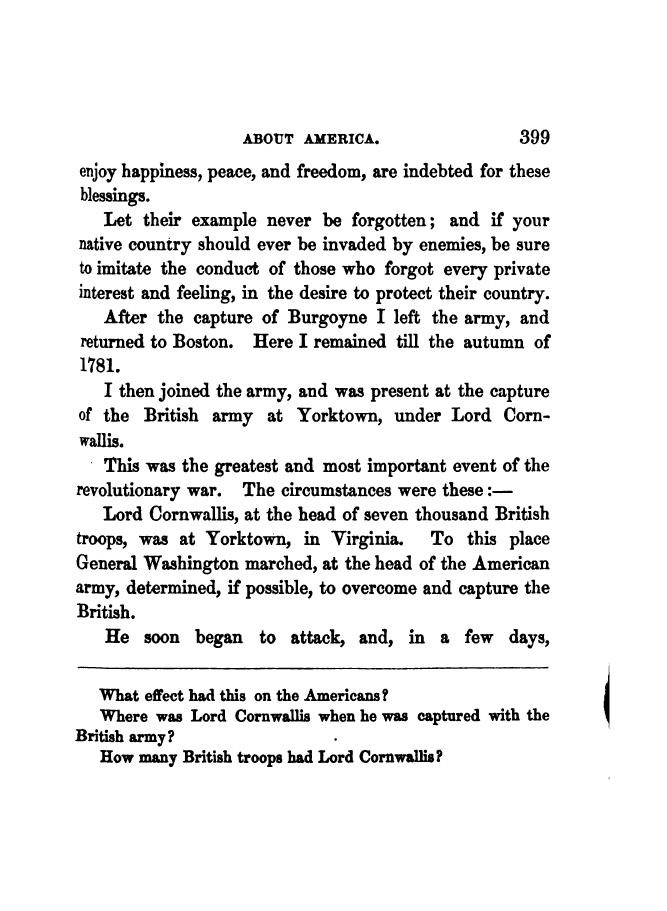 ABOUT AMERICA. 399
enjoy happiness, peace, and freedom, are indebted for these
blessings.
Let their example never be forgotten; and if your
native country should ever be invaded by enemies, be sure
to imitate the conduct of those who forgot every private
interest and feeling, in the desire to protect their country.
After the capture of Burgoyne I left the army, and
returned to Boston. Here I remained till the autumn of
1781.
I then joined the army, and was present at the capture
of the British army at Yorktown, under Lord Corn-
wallis.
This was the greatest and most important event of the
revolutionary war. The circumstances were these:—
Lord Cornwallis, at the head of seven thousand British
troops, was at Yorktown, in Virginia. To this place
General Washington marched, at the head of the American
army, determined, if possible, to overcome and capture the
British.
He soon began to attack, and, in a few days,
What effect had this on the Americans?
Where was Lord Cornwallis when he was captured with the
British army?
How many British troops had Lord Cornwallis?